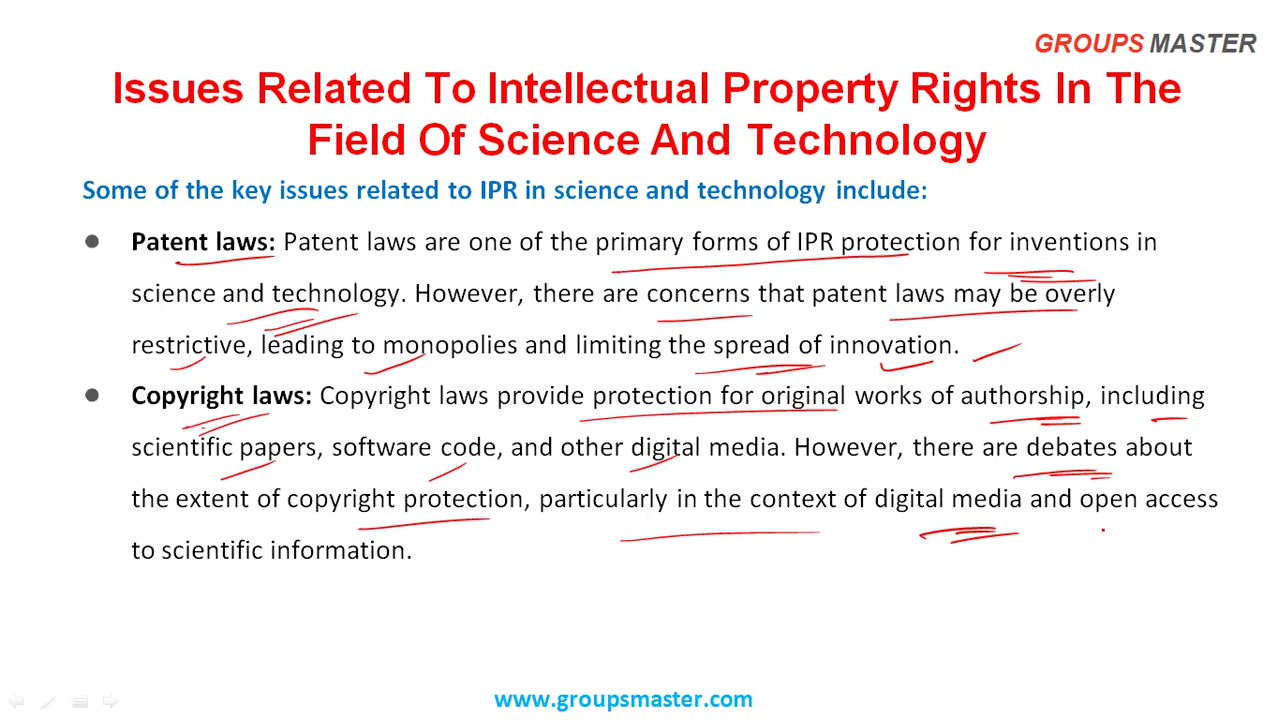 GROUPS MASTER
Issues Related To Intellectual Property Rights In The
Field Of Science And Technology
Some of the key issues related to IPR in science and technology include:
● Patent laws: Patent laws are one of the primary forms of IPR protection for inventions in
science and technology. However, there are concerns that patent laws may be overly
restrictive, leading to monopolies and limiting the spread of innovation.
● Copyright laws: Copyright laws provide protection for original works of authorship, including
scientific papers, software code, and other digital media. However, there are debates about
the extent of copyright protection, particularly in the context of digital media and open access
to scientific information.
www.groupsmaster.com